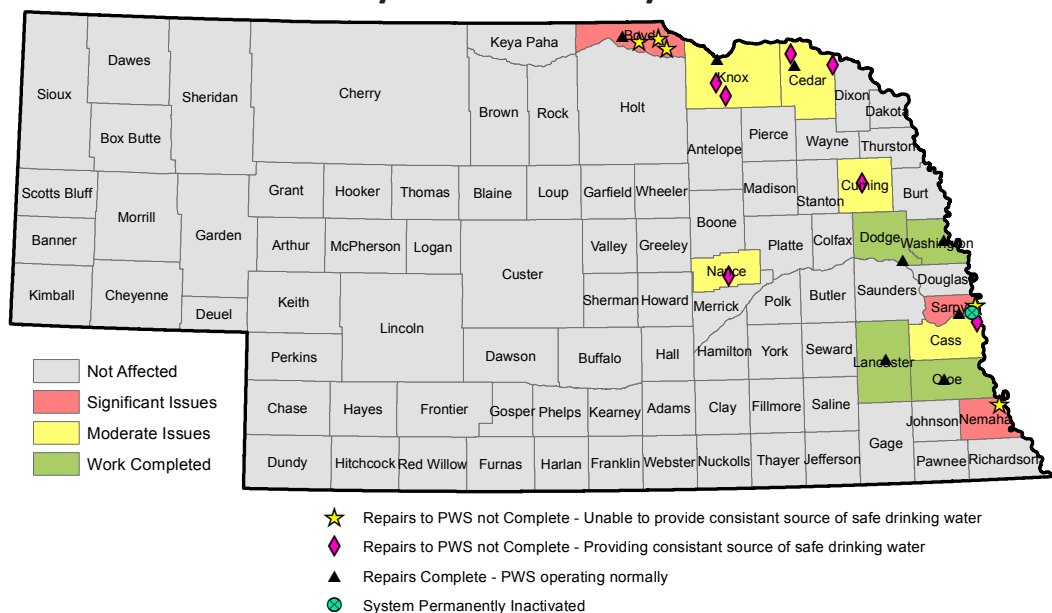 Keya Paha
Boyd
Dawes
Knox
Cedar
Sioux
Sheridan
Cherry
Holt
Dixon
Brown
Rock
Dakota
Box Butte
Pierce
Wayne
Thurston
Antelope
Scotts Bluff
Grant
Hooker
Thomas
Blaine
Loup
Garfield
Wheeler
Madison
Stanton
Cuming
Burt
Morrill
Boone
Banner
Garden
Arthur
McPherson
Logan
Valley
Greeley
Platte
Colfax
Dodge
Washington
Custer
Nance
Kimball
Cheyenne
Keith
Sherman
Howard
Merrick
Polk
Butler
Saunders
Douglas
Deuel
Lincoln
Sarpy
Perkins
Dawson
Buffalo
Hall
Hamilton
York
Seward
Lancaster
Cass
Otoe
Not Affected
Significant Issues
Moderate Issues
Work Completed
Chase
Hayes
Frontier
Gosper
Phelps
Kearney
Adams
Clay
Fillmore
Saline
Johnson
Nemaha
Gage
Dundy
Hitchcock
Red Willow
Furnas
Harlan
Franklin
Webster
Nuckolls
Thayer
Jefferson
Pawnee
Richardson
Repairs to PWS not Complete - Unable to provide consistant source of safe drinking water
Repairs to PWS not Complete - Providing consistant source of safe drinking water
Repairs Complete - PWS operating normally
System Permanently Inactivated